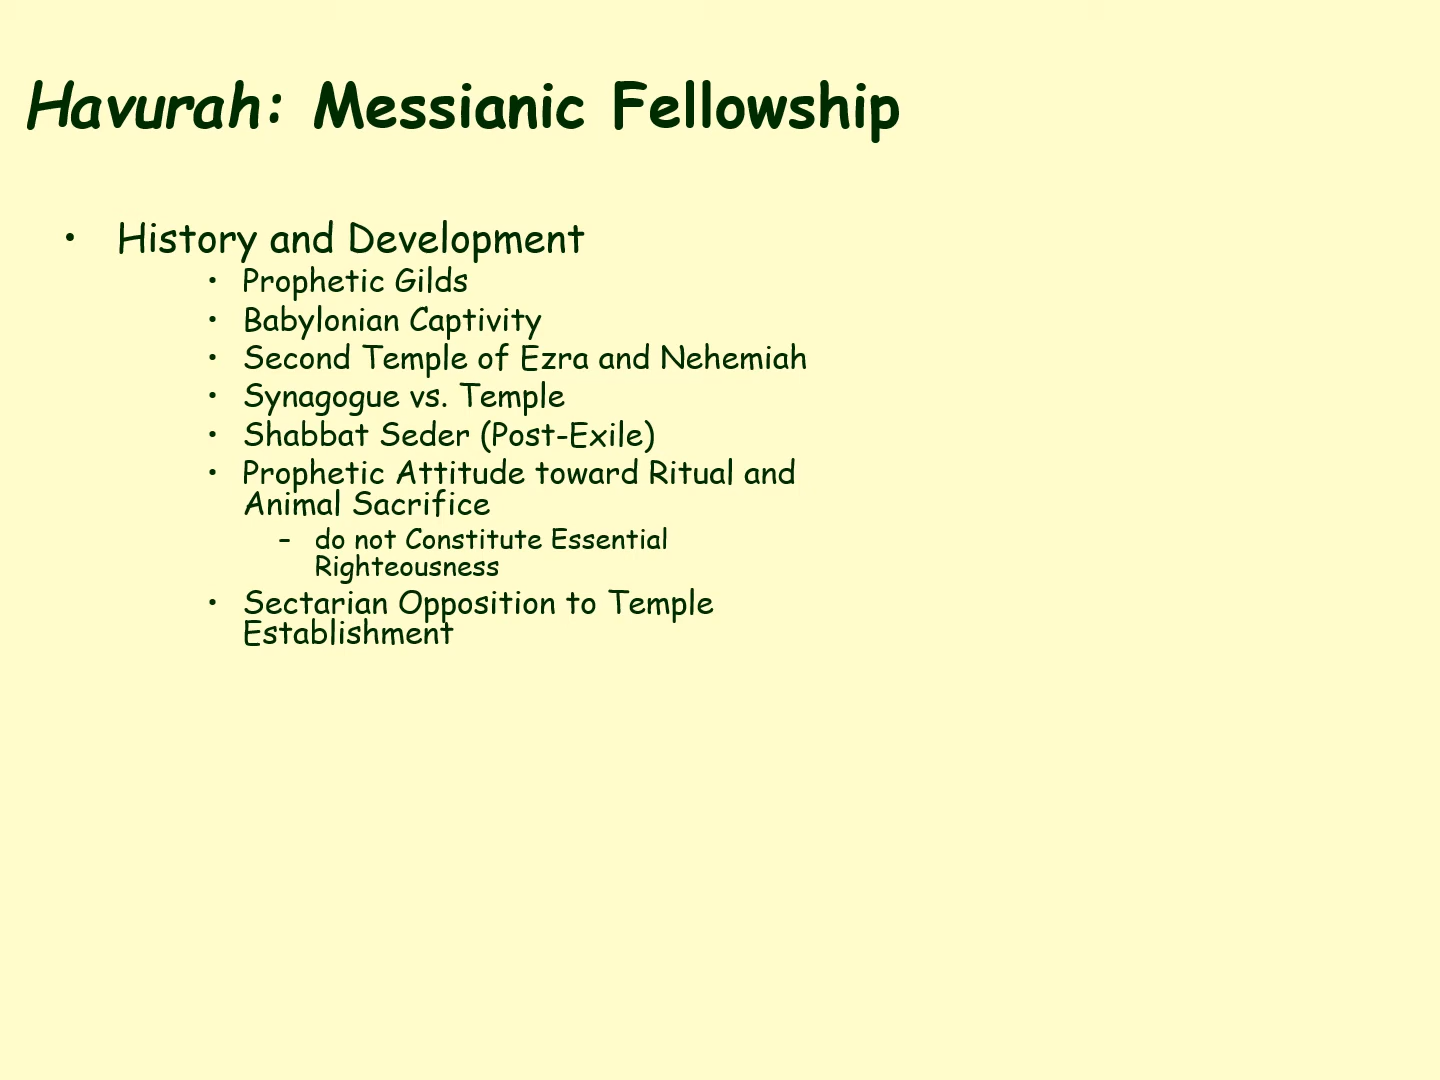 Havurah: Messianic Fellowship
• History and Development
• Prophetic Gilds
• Babylonian Captivity
• Second Temple of Ezra and Nehemiah
• Synagogue vs. Temple
• Shabbat Seder (Post-Exile)
• Prophetic Attitude toward Ritual and
Animal Sacrifice
– do not Constitute Essential
Righteousness
• Sectarian Opposition to Temple
Establishment